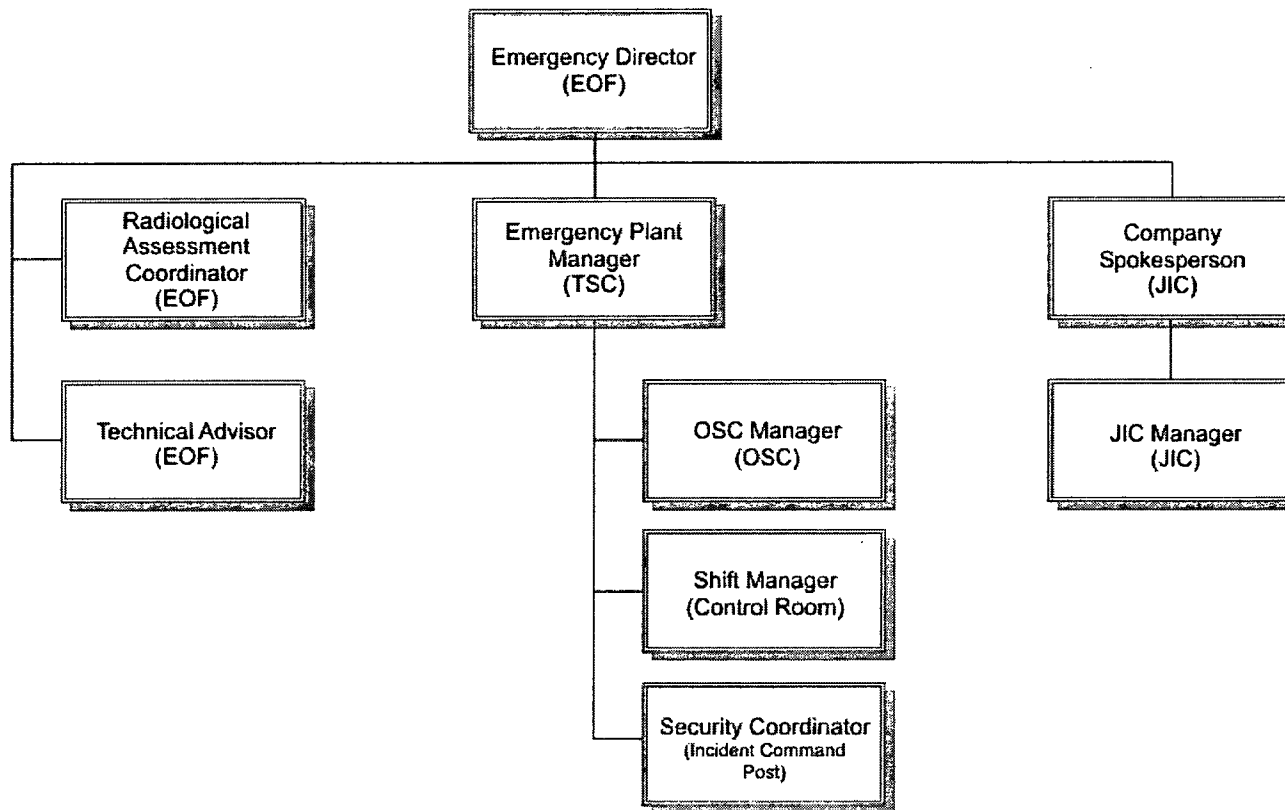 Emergency Director
(EOF)
Radiological
Assessment
Coordinator
(EOF)
Emergency Plant
Manager
(TSC)
Company
Spokesperson
(JIC)
Technical Advisor
(EOF)
OSC Manager
(OSC)
JIC Manager
(JIC)
Shift Manager
(Control Room)
Security Coordinator
(Incident Command
Post)